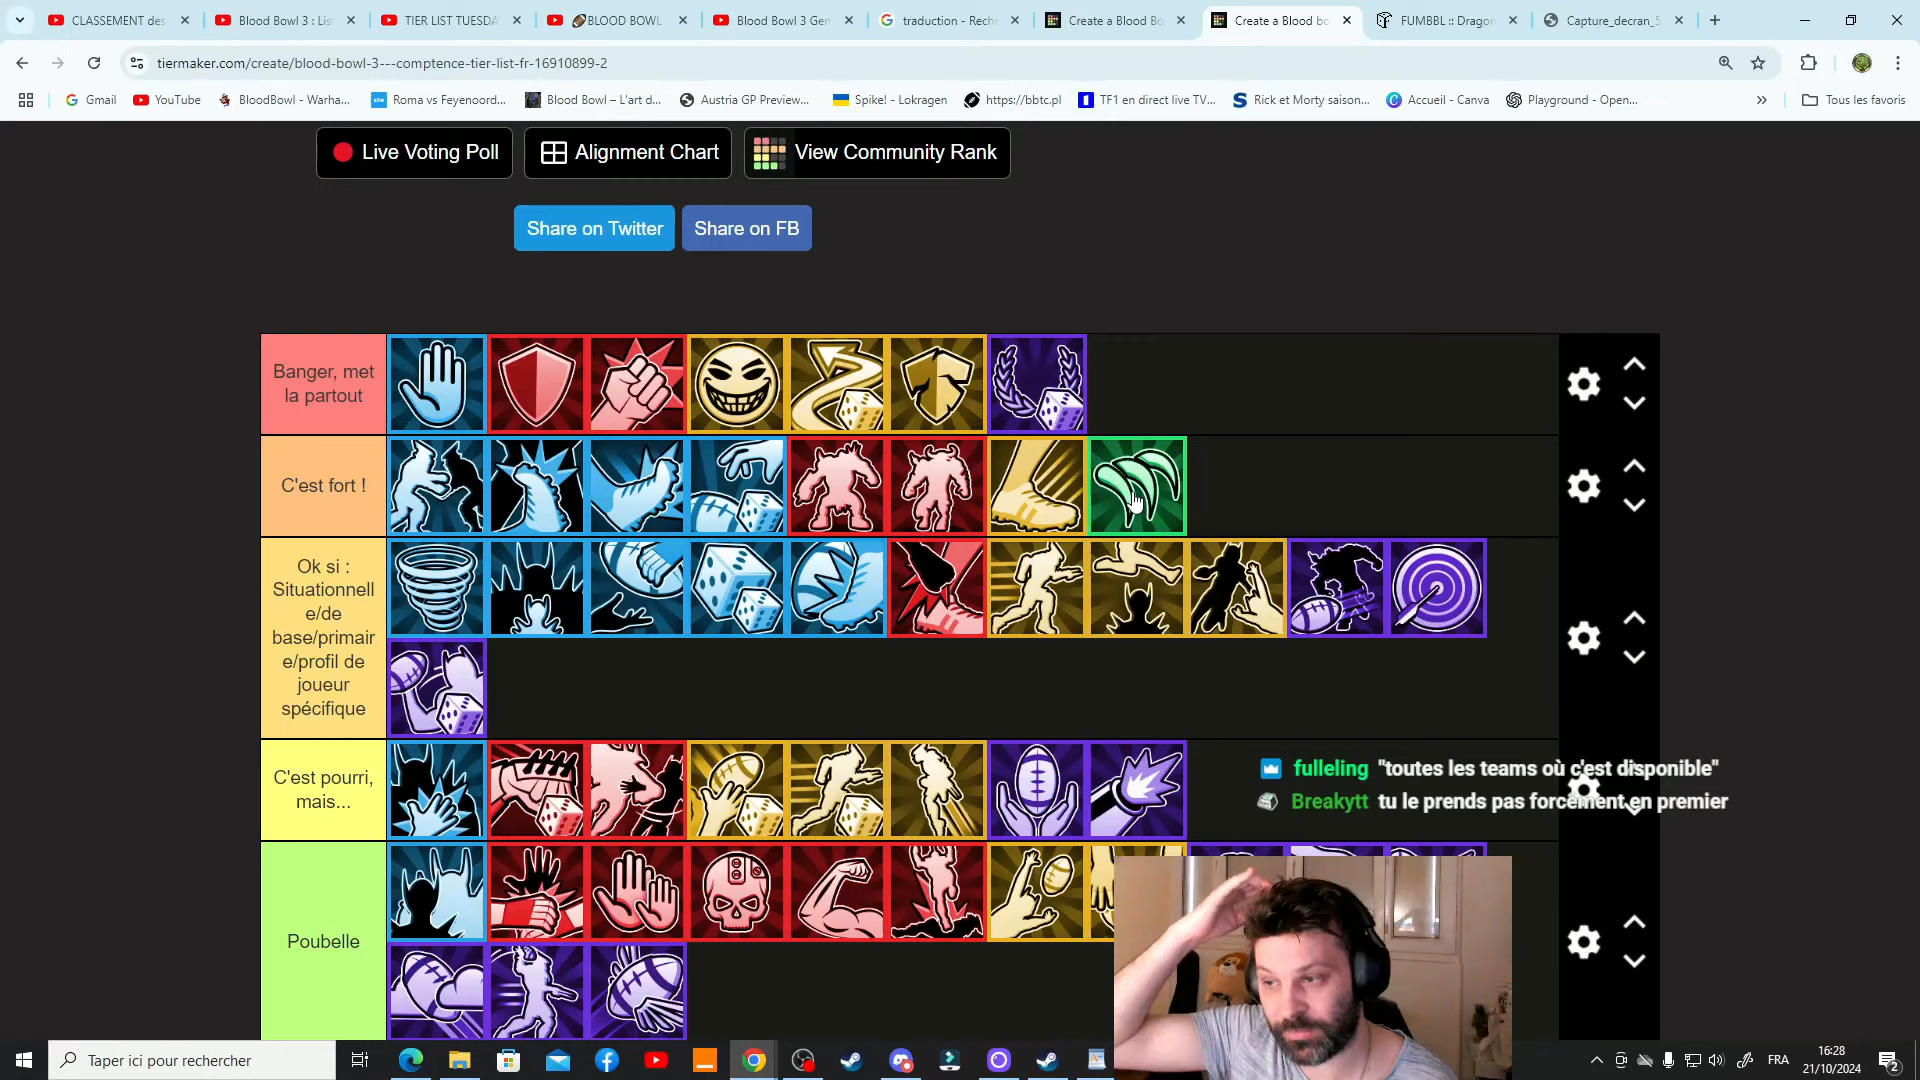 CLASSEMENT des
Blood Bowl 3 : List
TIER LIST TUESDA
BLOOD BOWL
Blood Bowl 3 Ger
traduction - Rech
Create a Blood Bo
Create a Blood bo
FUMBBL :: Dragon
Capture_decran_5
tiermaker.com/create/blood-bowl-3---comptence-tier-list-fr-16910899-2
Gmail
YouTube
BloodBowl - Warha...
Roma vs Feyenoord...
Blood Bowl – L'art d...
Austria GP Preview...
Spike! - Lokragen
https://bbtc.pl
TF1 en direct live TV...
Rick et Morty saison...
Accueil - Canva
Playground - Open...
Tous les favoris
Live Voting Poll
Alignment Chart
View Community Rank
Share on Twitter
Share on FB
Banger, met
la partout
C'est fort !
Ok si :
Situationnell
e/de
base/primair
e/profil de
joueur
spécifique
C'est pourri,
mais...
fulleling "toutes les teams où c'est disponible"
Breakytt tu le prends pas forcément en premier
Poubelle
Taper ici pour rechercher
FRA
16:28
21/10/2024
2